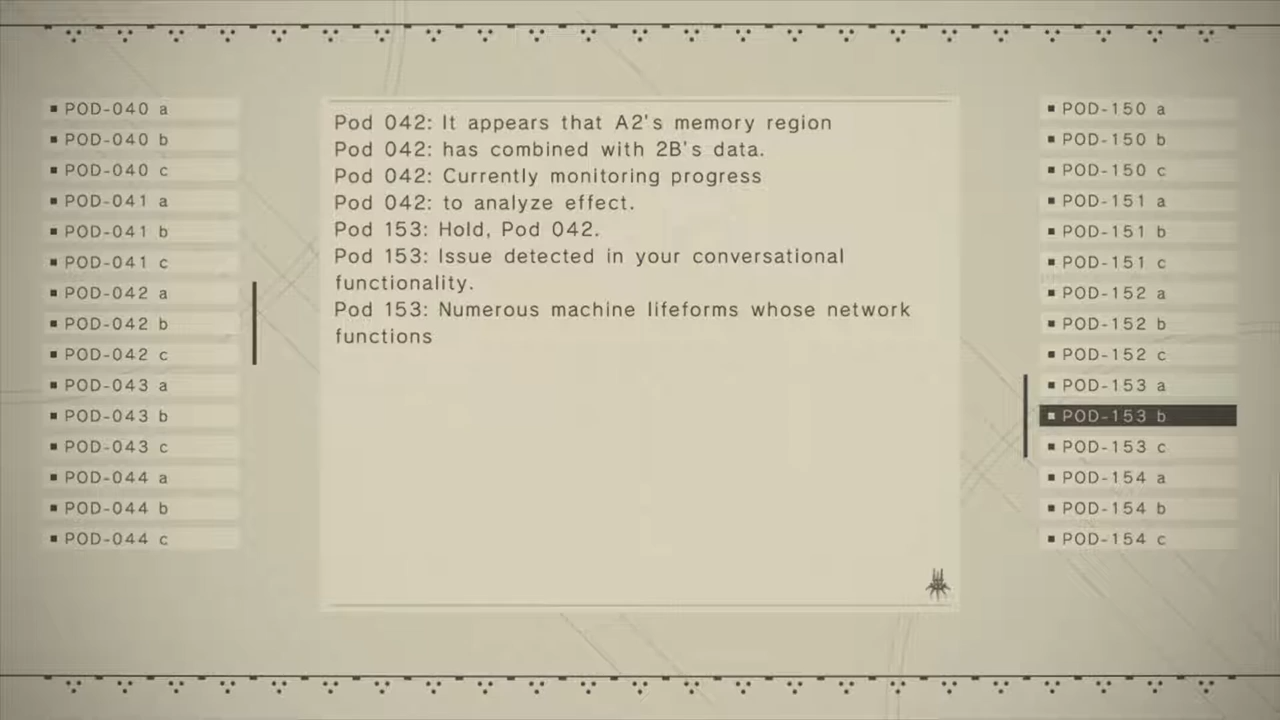 POD-040 a
POD-040 b
POD-040 c
POD-041 a
POD-041 b
POD-041 c
POD-042 a
POD-042 b
POD-042 c
POD-043 a
POD-043 b
POD-043 c
POD-044 a
POD-044 b
POD-044 c
Pod 042: It appears that A2's memory region
Pod 042: has combined with 2B's data.
Pod 042: Currently monitoring progress
Pod 042: to analyze effect.
Pod 153: Hold, Pod 042.
Pod 153: Issue detected in your conversational
functionality.
Pod 153: Numerous machine lifeforms whose network
functions
POD-150 a
POD-150 b
POD-150 c
POD-151 a
POD-151 b
POD-151 c
POD-152 a
POD-152 b
POD-152 c
POD-153 a
POD-153 b
POD-153 c
POD-154 a
POD-154 b
POD-154 c